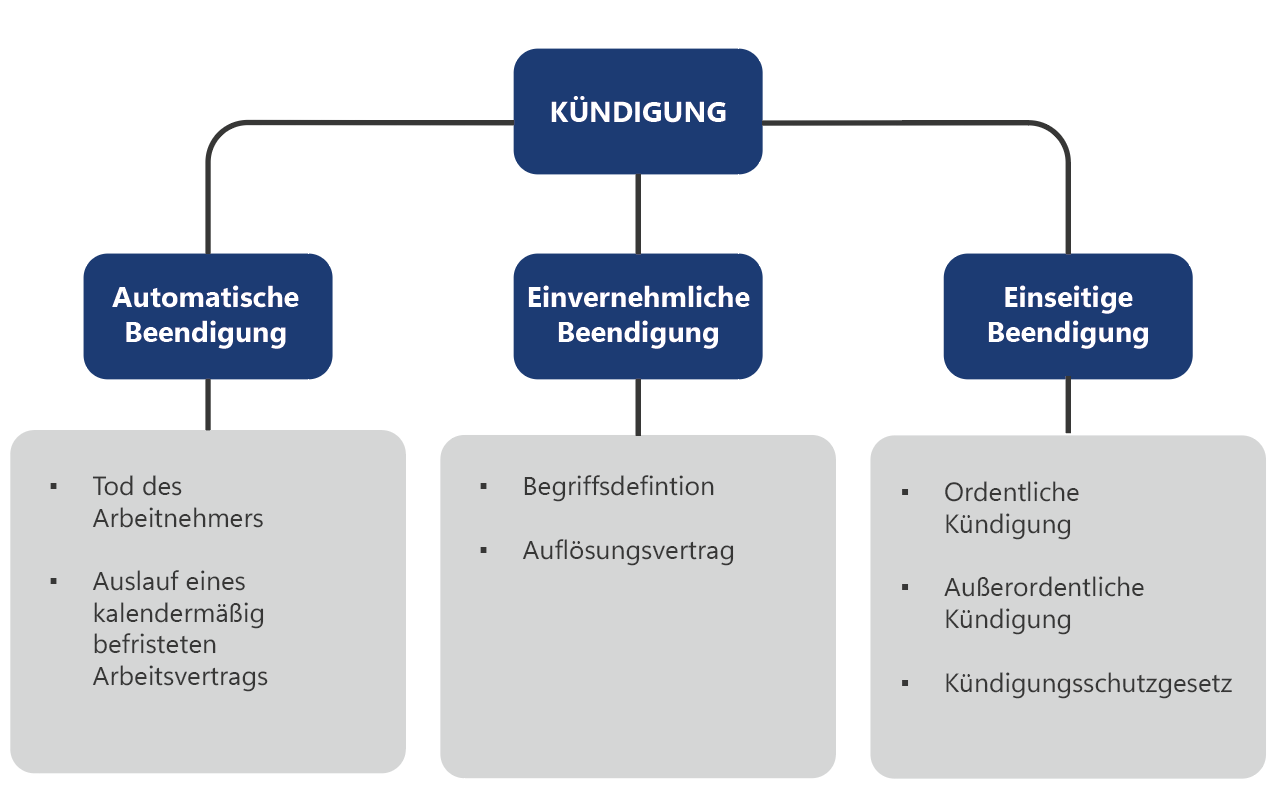 KÜNDIGUNG
Automatische
Beendigung
Einvernehmliche
Beendigung
Einseitige
Beendigung
▪ Tod des
Arbeitnehmers
▪ Auslauf eines
kalendermäßig
befristeten
Arbeitsvertrags
▪ Begriffsdefintion
▪ Auflösungsvertrag
▪ Ordentliche
Kündigung
▪ Außerordentliche
Kündigung
▪ Kündigungsschutzgesetz